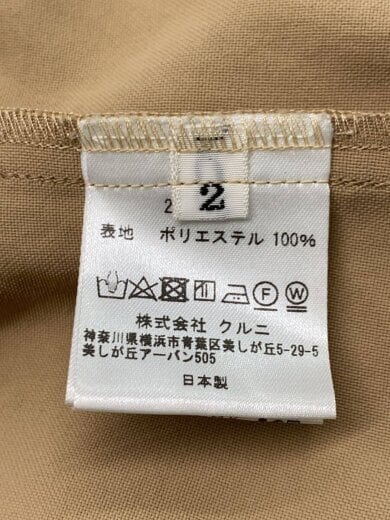 2
2
表地 ポリエステル 100%
F W
株式会社 クルニ
神奈川県横浜市青葉区美しが丘5-29-5
美しが丘アーバン505
日本製